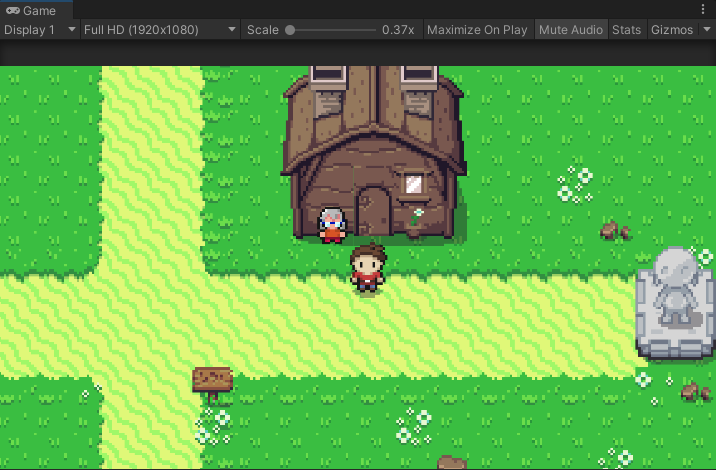 Game
Display 1 Full HD (1920x1080) Scale 0.37x Maximize On Play Mute Audio Stats Gizmos